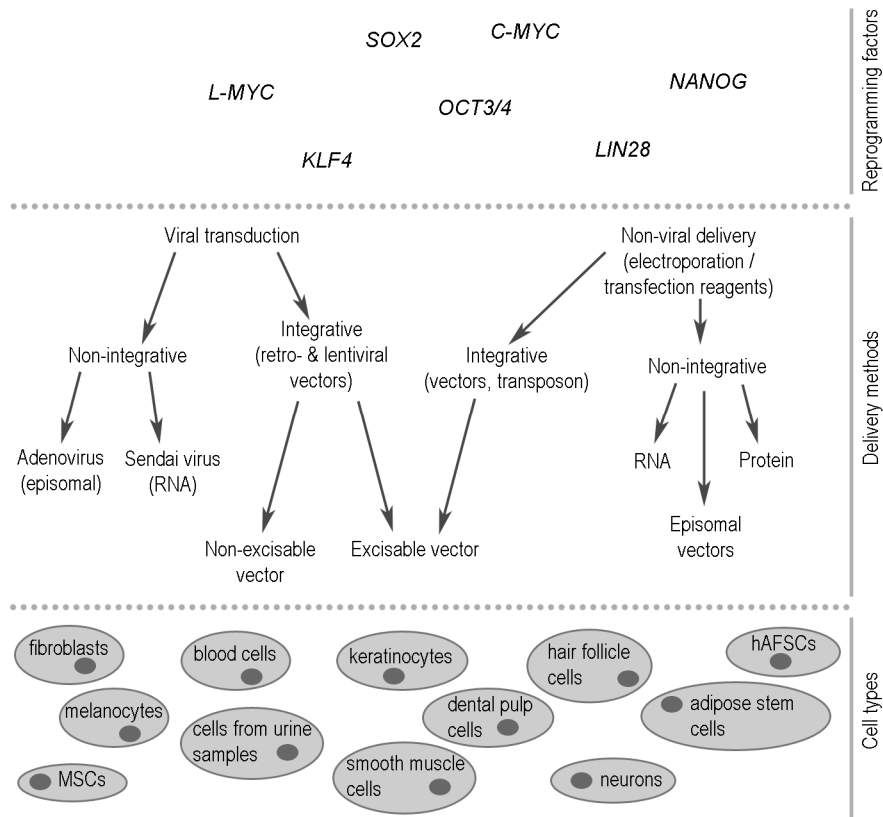 SOX2
C-MYC
L-MYC
OCT3/4
NANOG
KLF4
LIN28
Reprogramming factors
Viral transduction
Non-viral delivery
(electroporation /
transfection reagents)
Non-integrative
Integrative
(retro- & lentiviral
vectors)
Integrative
(vectors, transposon)
Non-integrative
Adenovirus
(episomal)
Sendai virus
(RNA)
RNA
Protein
Non-excisable
vector
Excisable vector
Episomal
vectors
Delivery methods
fibroblasts
blood cells
keratinocytes
hair follicle
cells
hAFSCs
melanocytes
cells from urine
samples
dental pulp
cells
adipose stem
cells
MSCs
smooth muscle
cells
neurons
Cell types